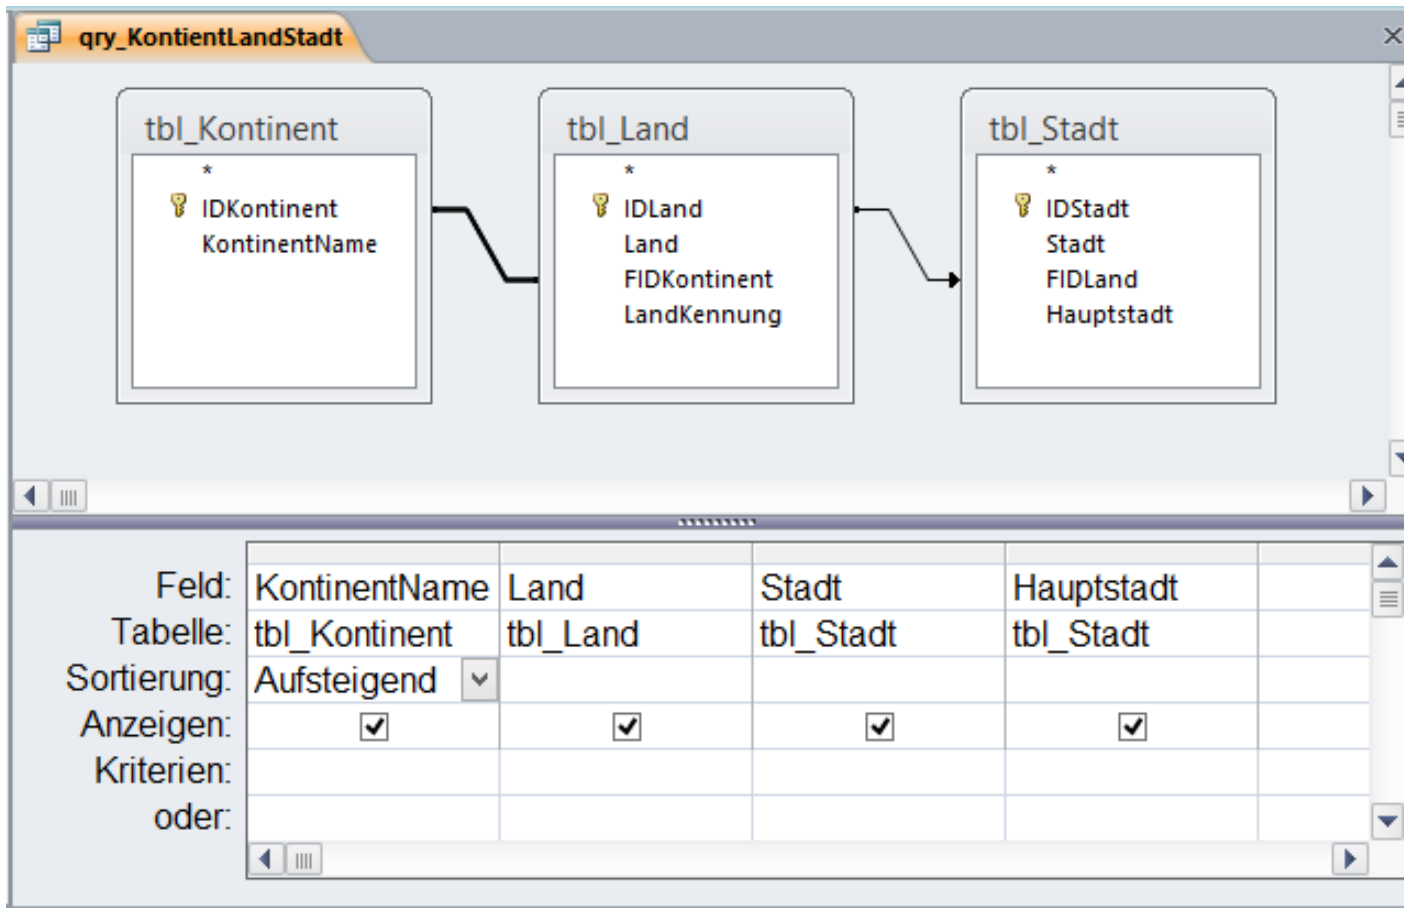 qry_KontientLandStadt
tbl_Kontinent
*
IDKontinent
KontinentName
tbl_Land
*
IDLand
Land
FIDKontinent
LandKennung
tbl_Stadt
*
IDStadt
Stadt
FIDLand
Hauptstadt
Feld: KontinentName Land Stadt Hauptstadt
Tabelle: tbl_Kontinent tbl_Land tbl_Stadt tbl_Stadt
Sortierung: Aufsteigend
Anzeigen:
Kriterien:
oder: